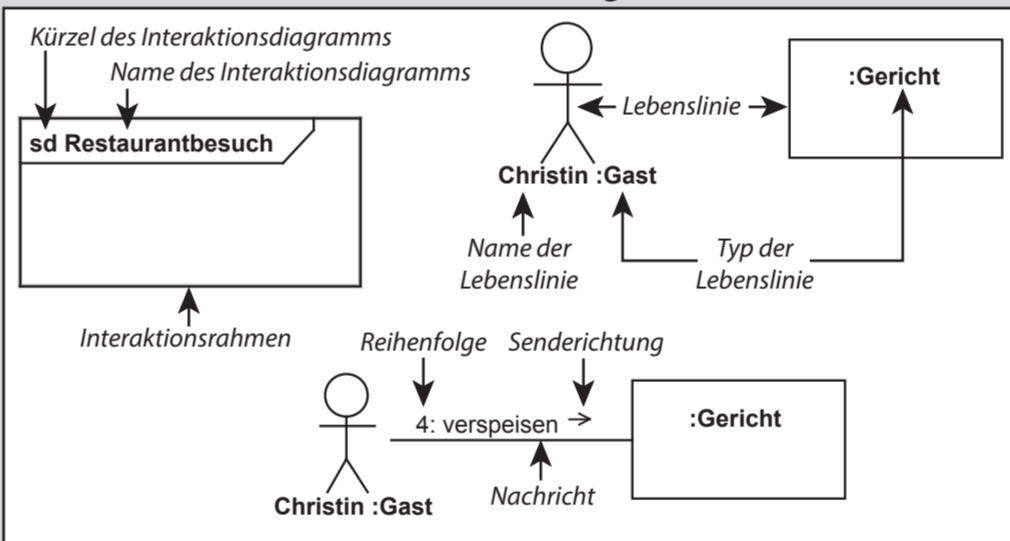 Kürzel des Interaktionsdiagramms
Name des Interaktionsdiagramms
sd Restaurantbesuch
Interaktionsrahmen
Lebenslinie
:Gericht
Christin :Gast
Name der
Lebenslinie
Typ der
Lebenslinie
Reihenfolge
Senderichtung
4: verspeisen →
:Gericht
Nachricht
Christin :Gast